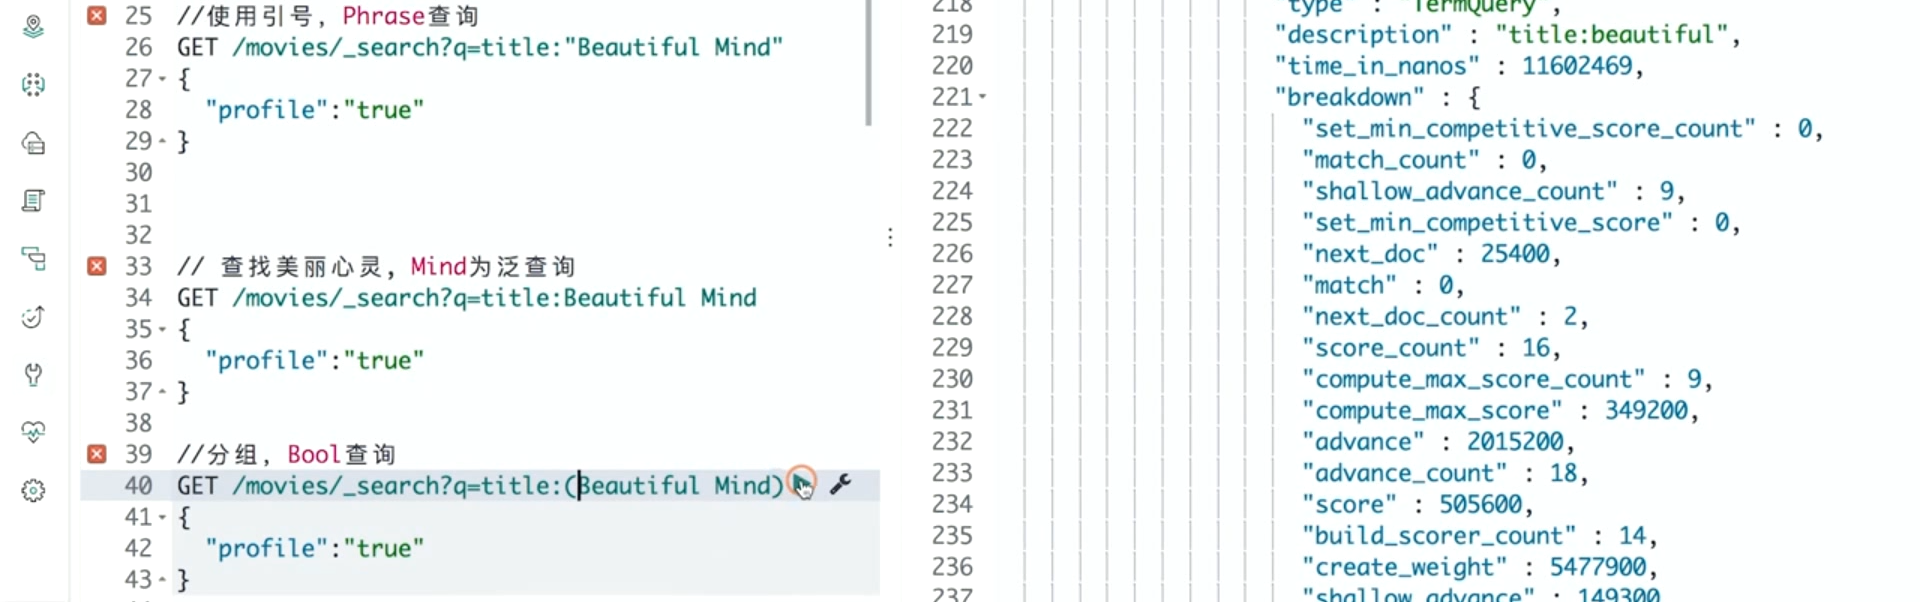 25 //使用引号, Phrase查询
26 GET /movies/_search?q=title:"Beautiful Mind"
27 {
28 "profile":"true"
29 }
30
31
32
33 // 查找美丽心灵, Mind为泛查询
34 GET /movies/_search?q=title:Beautiful Mind
35 {
36 "profile":"true"
37 }
38
39 //分组, Bool查询
40 GET /movies/_search?q=title:(Beautiful Mind)
41 {
42 "profile":"true"
43 }
218 "type" : "TermQuery",
219 "description" : "title:beautiful",
220 "time_in_nanos" : 11602469,
221 "breakdown" : {
222 "set_min_competitive_score_count" : 0,
223 "match_count" : 0,
224 "shallow_advance_count" : 9,
225 "set_min_competitive_score" : 0,
226 "next_doc" : 25400,
227 "match" : 0,
228 "next_doc_count" : 2,
229 "score_count" : 16,
230 "compute_max_score_count" : 9,
231 "compute_max_score" : 349200,
232 "advance" : 2015200,
233 "advance_count" : 18,
234 "score" : 505600,
235 "build_scorer_count" : 14,
236 "create_weight" : 5477900,
237 "shallow_advance" : 149300